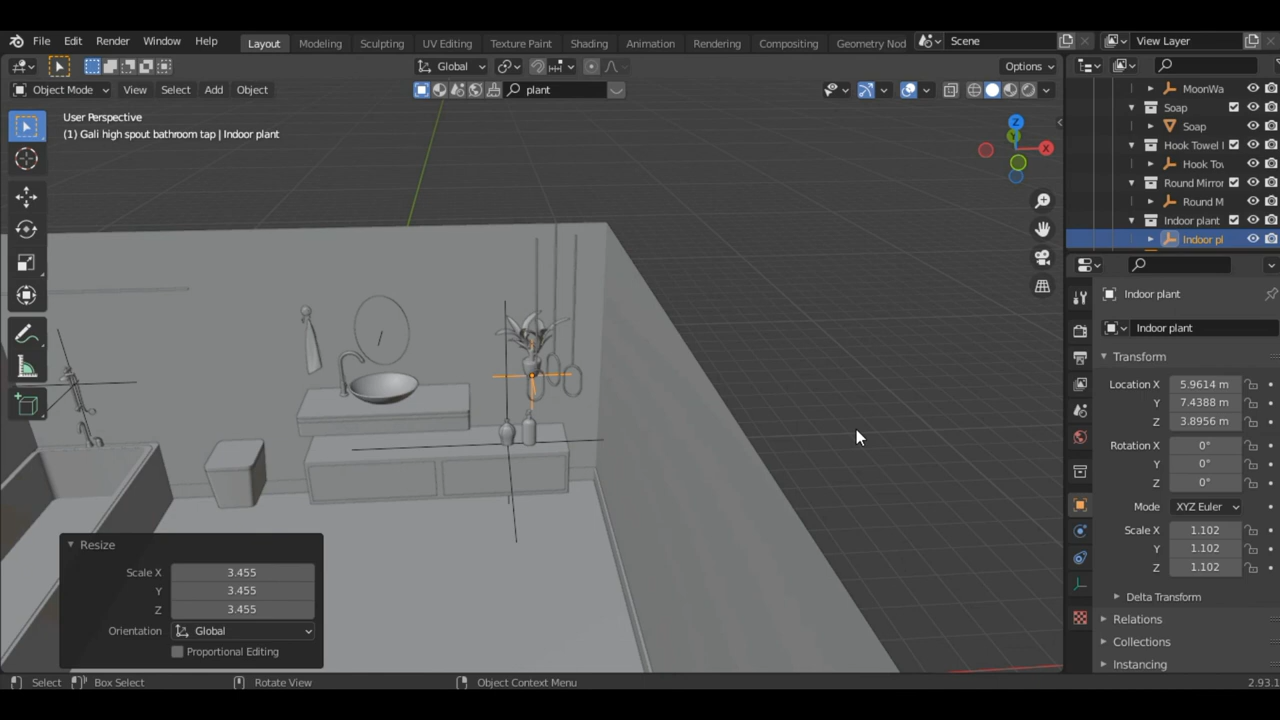 File Edit Render Window Help Layout Modeling Sculpting UV Editing Texture Paint Shading Animation Rendering Compositing Geometry Nod Scene View Layer
Global plant Options
Object Mode View Select Add Object
User Perspective
(1) Gali high spout bathroom tap | Indoor plant
Z
Y
X
MoonWa
Soap
Soap
Hook Towel
Hook Tov
Round Mirror
Round M
Indoor plant
Indoor pl
Indoor plant
Indoor plant
Transform
Location X 5.9614 m
Y 7.4388 m
Z 3.8956 m
Rotation X 0°
Y 0°
Z 0°
Mode XYZ Euler
Scale X 1.102
Y 1.102
Z 1.102
Delta Transform
Relations
Collections
Instancing
Resize
Scale X 3.455
Y 3.455
Z 3.455
Orientation Global
Proportional Editing
Select Box Select Rotate View Object Context Menu 2.93.1